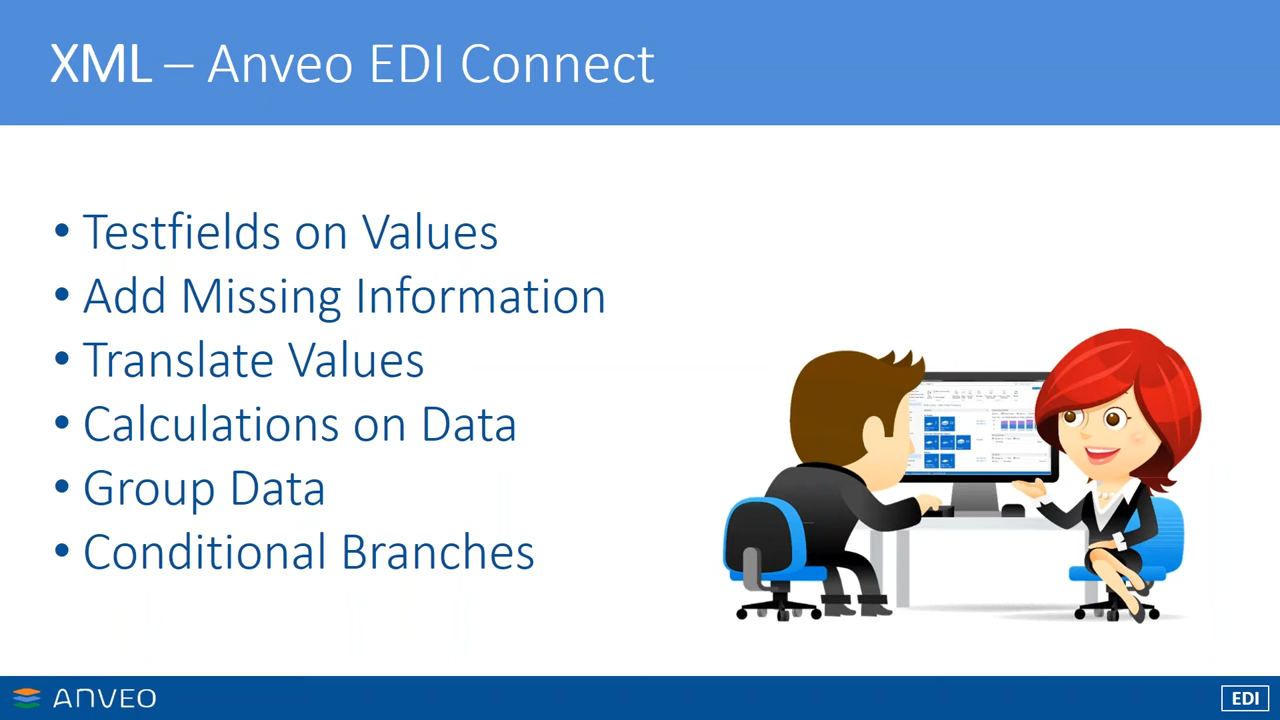 XML – Anveo EDI Connect
• Testfields on Values
• Add Missing Information
• Translate Values
• Calculations on Data
• Group Data
• Conditional Branches
ANVEO
EDI